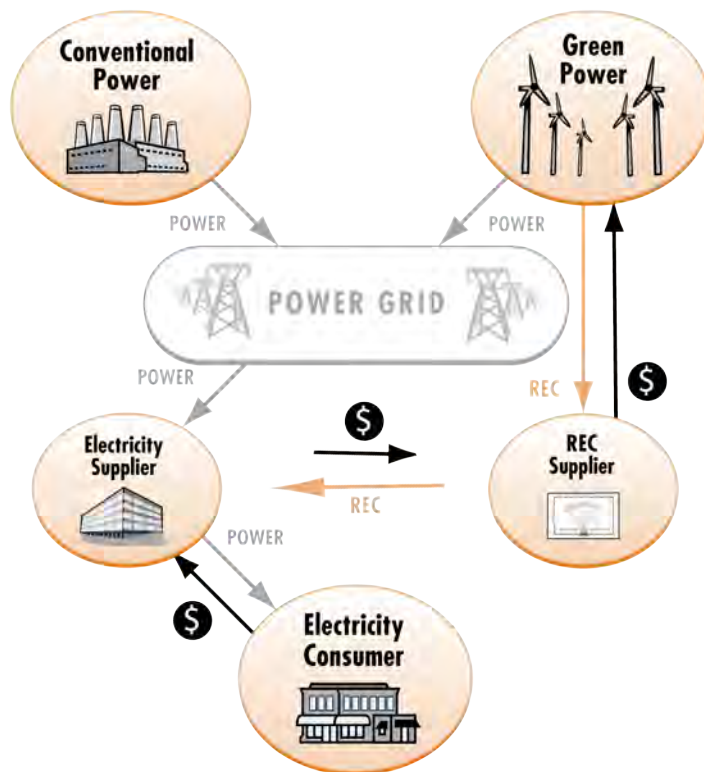 Conventional
Power
Green
Power
POWER
POWER
POWER GRID
POWER
REC
$
$
Electricity
Supplier
REC
Supplier
REC
POWER
$
Electricity
Consumer